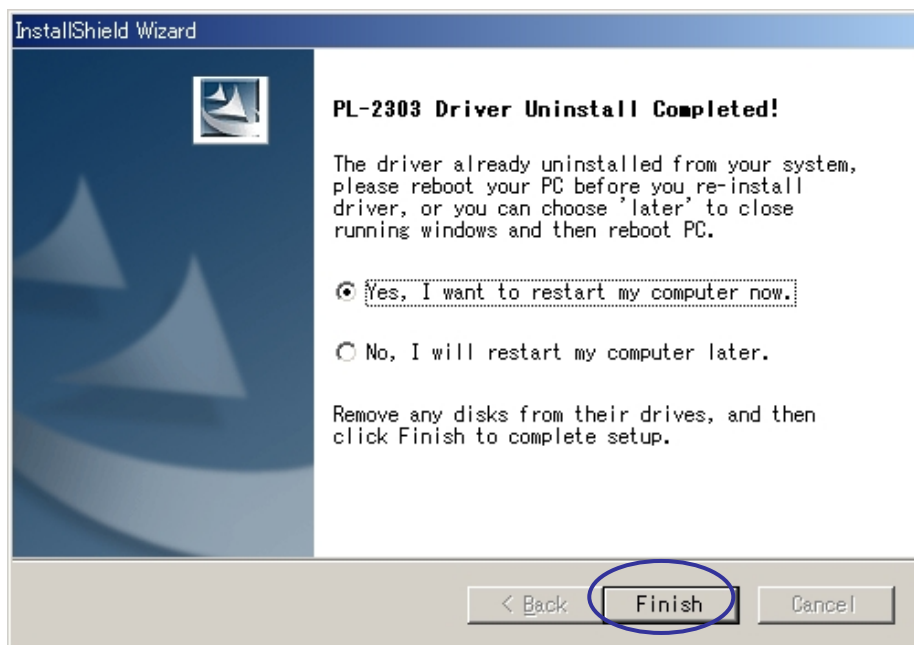 InstallShield Wizard
PL-2303 Driver Uninstall Completed!
The driver already uninstalled from your system,
please reboot your PC before you re-install
driver, or you can choose 'later' to close
running windows and then reboot PC.
Yes, I want to restart my computer now.
No, I will restart my computer later.
Remove any disks from their drives, and then
click Finish to complete setup.
< Back Finish Cancel